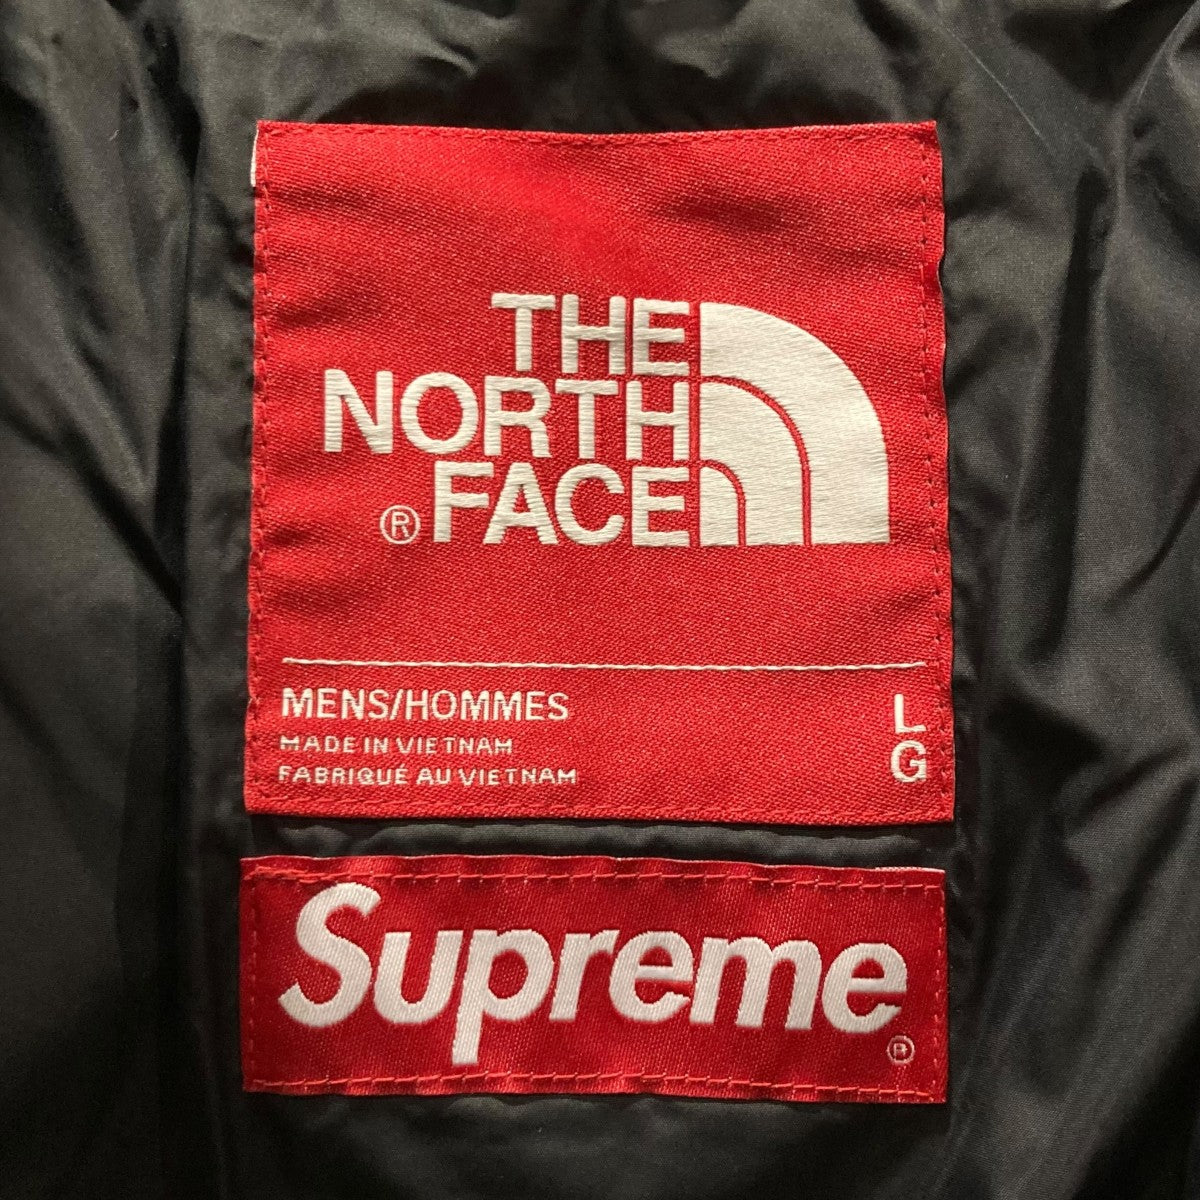 THE
NORTH
® FACE
MENS/HOMMES
MADE IN VIETNAM
FABRIQUÉ AU VIETNAM
L
G
Supreme
®